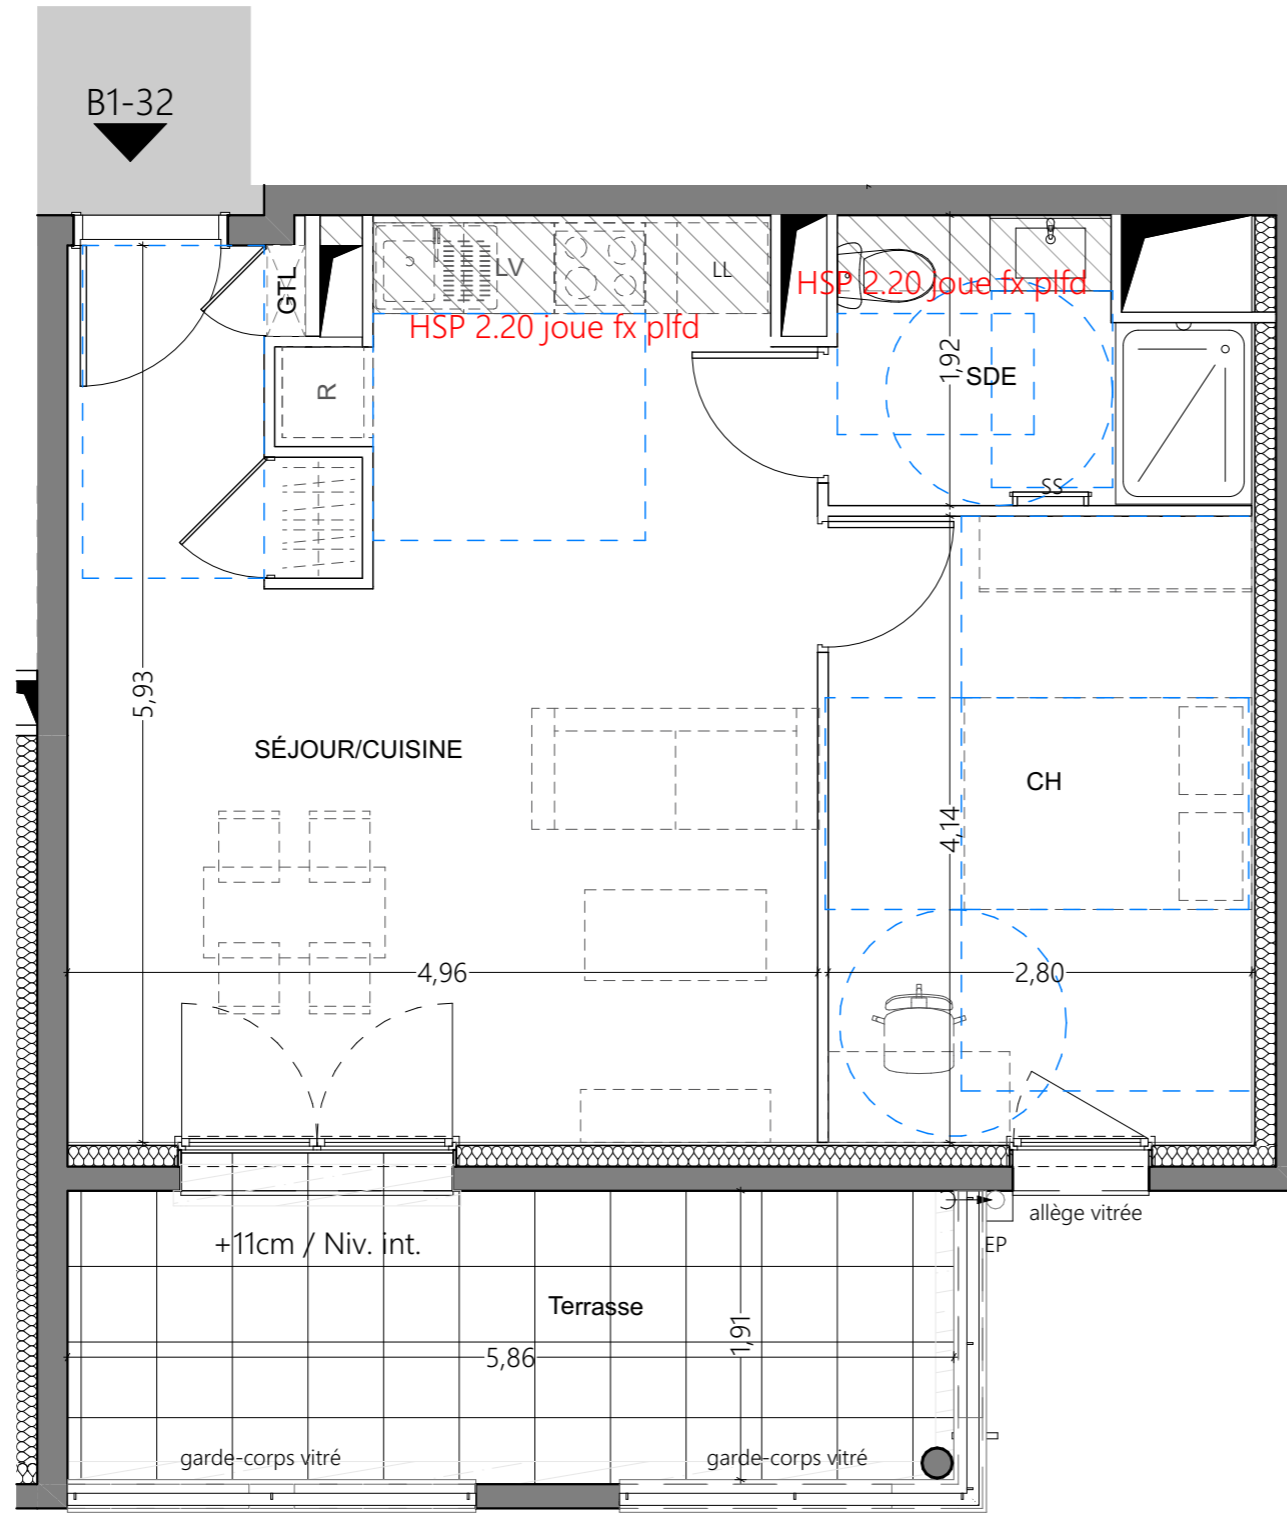 B1-32
GTL
LV
LL
HSP 2.20 joue fx plfd
HSP 2.20 joue fx plfd
R
1,92
SDE
SS
5,93
SÉJOUR/CUISINE
CH
4,14
4,96
2,80
allège vitrée
EP
+11cm / Niv. int.
Terrasse
1,91
5,86
garde-corps vitré
garde-corps vitré